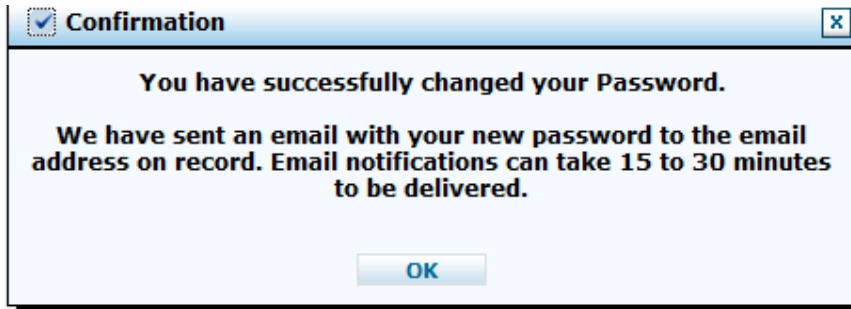 Confirmation
You have successfully changed your Password.
We have sent an email with your new password to the email
address on record. Email notifications can take 15 to 30 minutes
to be delivered.
OK